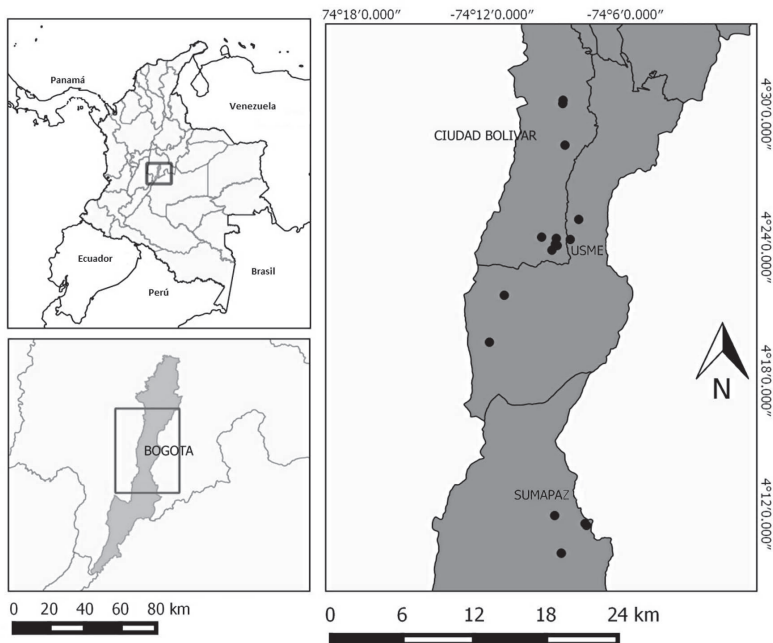 Panamá
Venezuela
Ecuador
Perú
Brasil
BOGOTA
0 20 40 60 80 km
74°18'0.000" -74°12'0.000" -74°6'0.000"
CIUDAD BOLIVAR
USME
SUMAPAZ
4°30'0.000"
4°24'0.000"
4°18'0.000"
4°12'0.000"
N
0 6 12 18 24 km